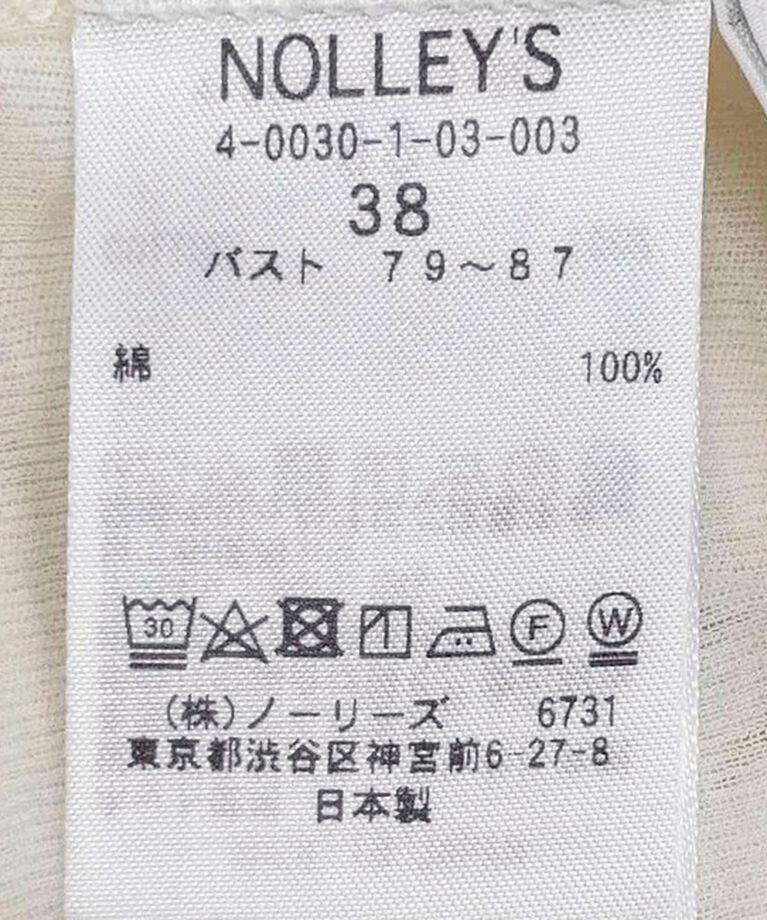 NOLLEY'S
4-0030-1-03-003
38
バスト 79～87
綿 100%
30 F W
(株)ノーリーズ 6731
東京都渋谷区神宮前6-27-8
日本製